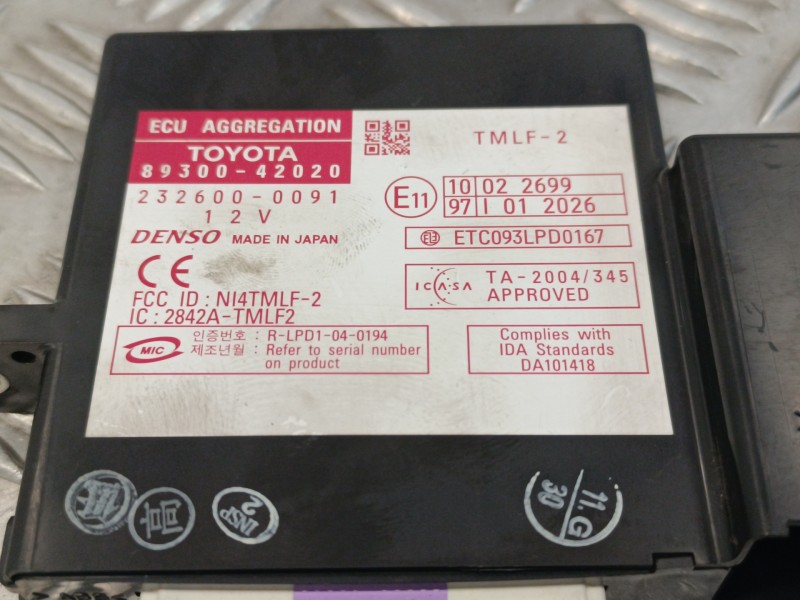 ECU AGGREGATION
TOYOTA
89300-42020
232600-0091
12V
DENSO MADE IN JAPAN
CE
FCC ID : NI4TMLF-2
IC : 2842A-TMLF2
MIC
인증번호 : R-LPD1-04-0194
제조년월 : Refer to serial number
on product
TMLF-2
E11
10 02 2699
97 I 01 2026
ETC093LPD0167
ICASA
TA-2004/345
APPROVED
Complies with
IDA Standards
DA101418
INSP
2
11.G
30